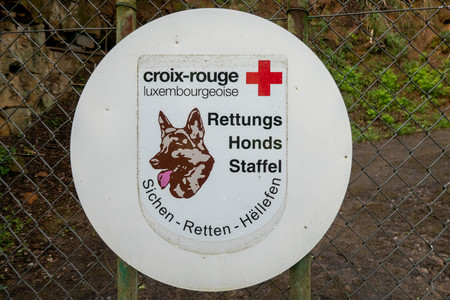 croix-rouge
luxembourgeoise
Rettungs
Honds
Staffel
Sichen - Retten - Hëllefen